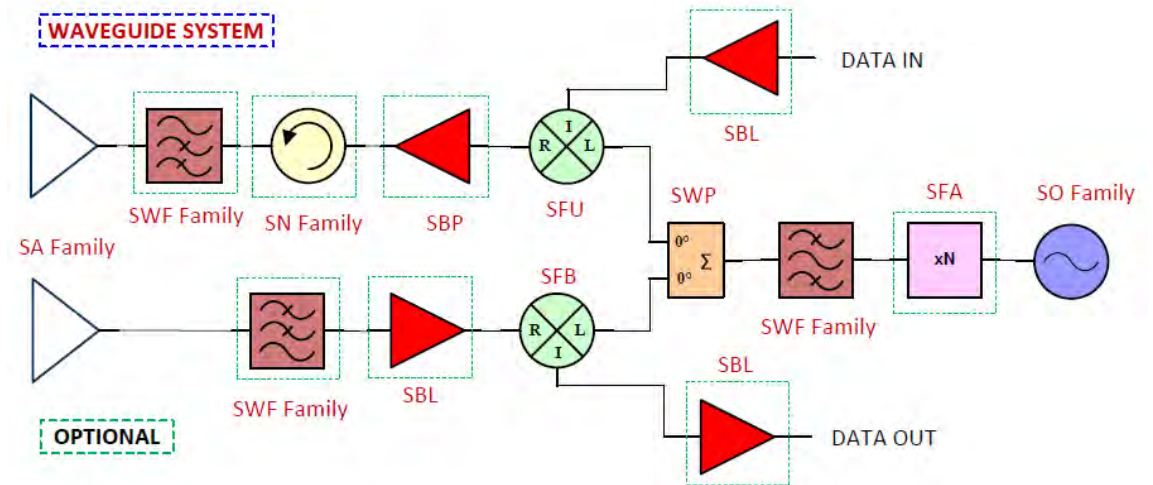 WAVEGUIDE SYSTEM
DATA IN
SBL
I
R L
SWF Family
SN Family
SBP
SFU
SWP
SFA
SO Family
SA Family
0°
Σ
0°
xN
SFB
R L
I
SWF Family
SWF Family
SBL
SBL
OPTIONAL
DATA OUT